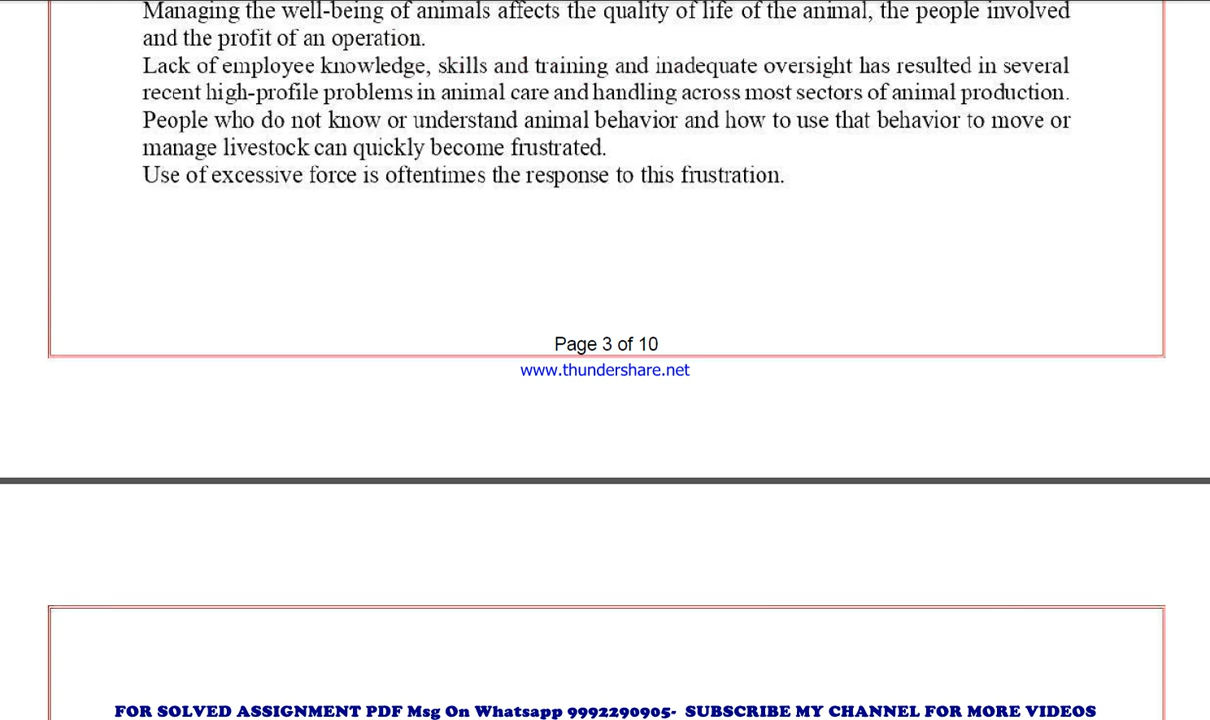 Managing the well-being of animals affects the quality of life of the animal, the people involved
and the profit of an operation.
Lack of employee knowledge, skills and training and inadequate oversight has resulted in several
recent high-profile problems in animal care and handling across most sectors of animal production.
People who do not know or understand animal behavior and how to use that behavior to move or
manage livestock can quickly become frustrated.
Use of excessive force is oftentimes the response to this frustration.
Page 3 of 10
www.thundershare.net
FOR SOLVED ASSIGNMENT PDF Msg On Whatsapp 9992290905- SUBSCRIBE MY CHANNEL FOR MORE VIDEOS